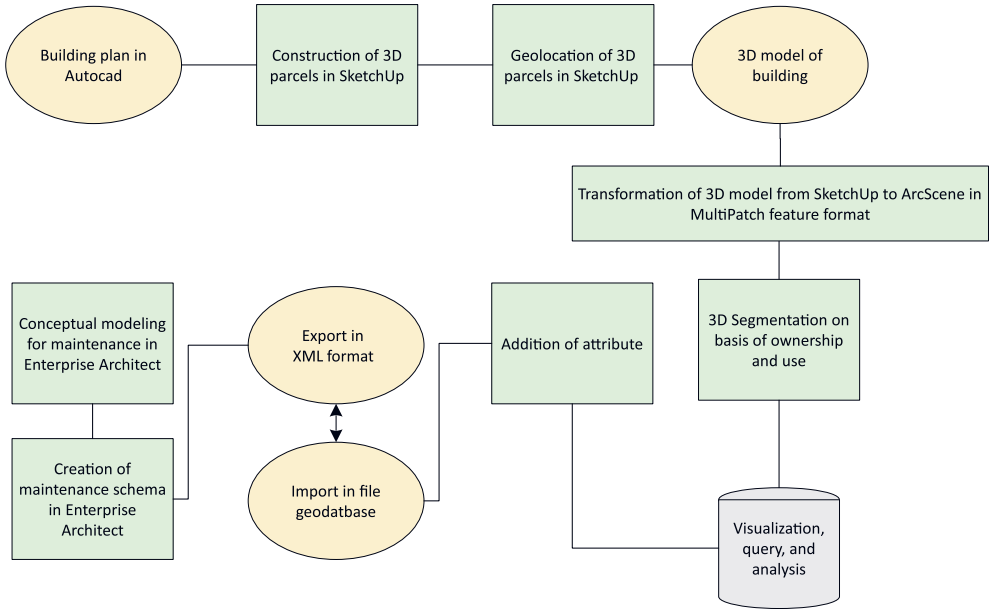 Building plan in
Autocad
Construction of 3D
parcels in SketchUp
Geolocation of 3D
parcels in SketchUp
3D model of
building
Transformation of 3D model from SketchUp to ArcScene in
MultiPatch feature format
Conceptual modeling
for maintenance in
Enterprise Architect
Export in
XML format
Addition of attribute
3D Segmentation on
basis of ownership
and use
Creation of
maintenance schema
in Enterprise
Architect
Import in file
geodatbase
Visualization,
query, and
analysis